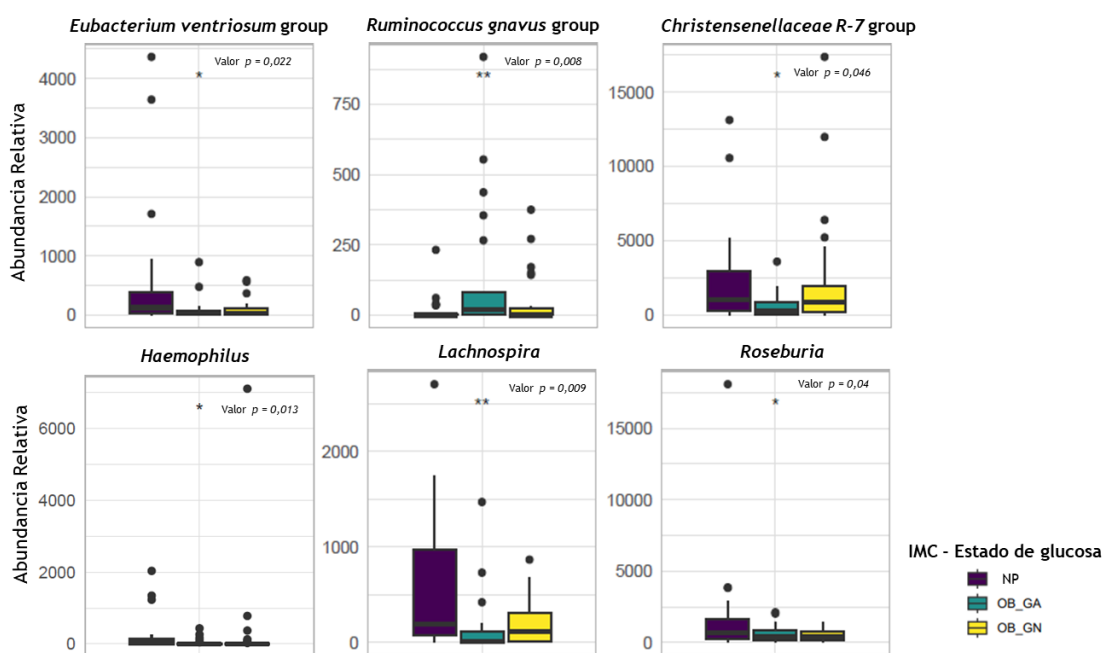 Eubacterium ventriosum group
Ruminococcus gnavus group
Christensenellaceae R-7 group
Valor p = 0,022
*
4000
3000
2000
1000
0
Abundancia Relativa
Valor p = 0,008
**
750
500
250
0
Valor p = 0,046
*
15000
10000
5000
0
Haemophilus
Lachnospira
Roseburia
Valor p = 0,013
*
6000
4000
2000
0
Abundancia Relativa
Valor p = 0,009
**
2000
1000
0
Valor p = 0,04
*
15000
10000
5000
0
IMC - Estado de glucosa
NP
OB_GA
OB_GN